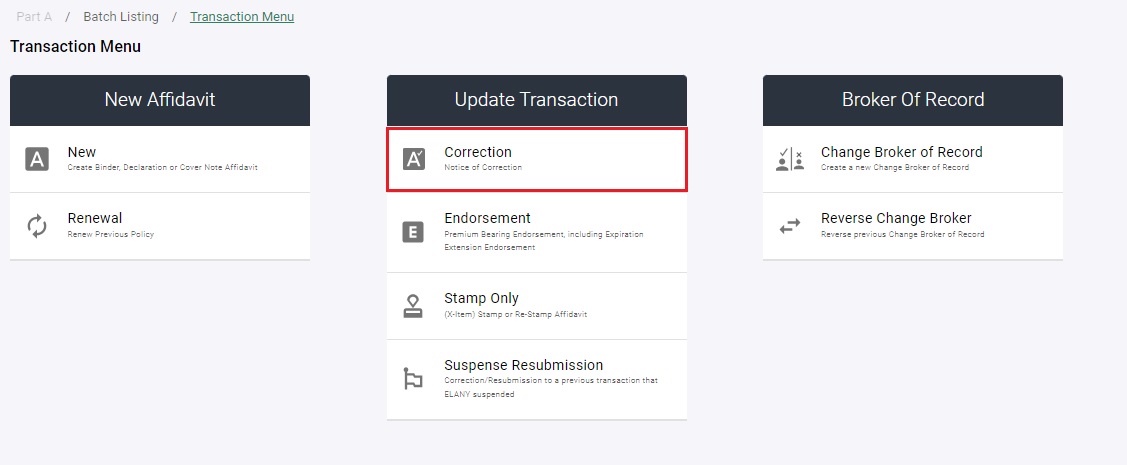 Part A / Batch Listing / Transaction Menu
Transaction Menu
New Affidavit
A New
Create Binder, Declaration or Cover Note Affidavit
Renewal
Renew Previous Policy
Update Transaction
A Correction
Notice of Correction
E Endorsement
Premium Bearing Endorsement, including Expiration
Extension Endorsement
Stamp Only
(X-Item) Stamp or Re-Stamp Affidavit
Suspense Resubmission
Correction/Resubmission to a previous transaction that
ELANY suspended
Broker Of Record
Change Broker of Record
Create a new Change Broker of Record
Reverse Change Broker
Reverse previous Change Broker of Record